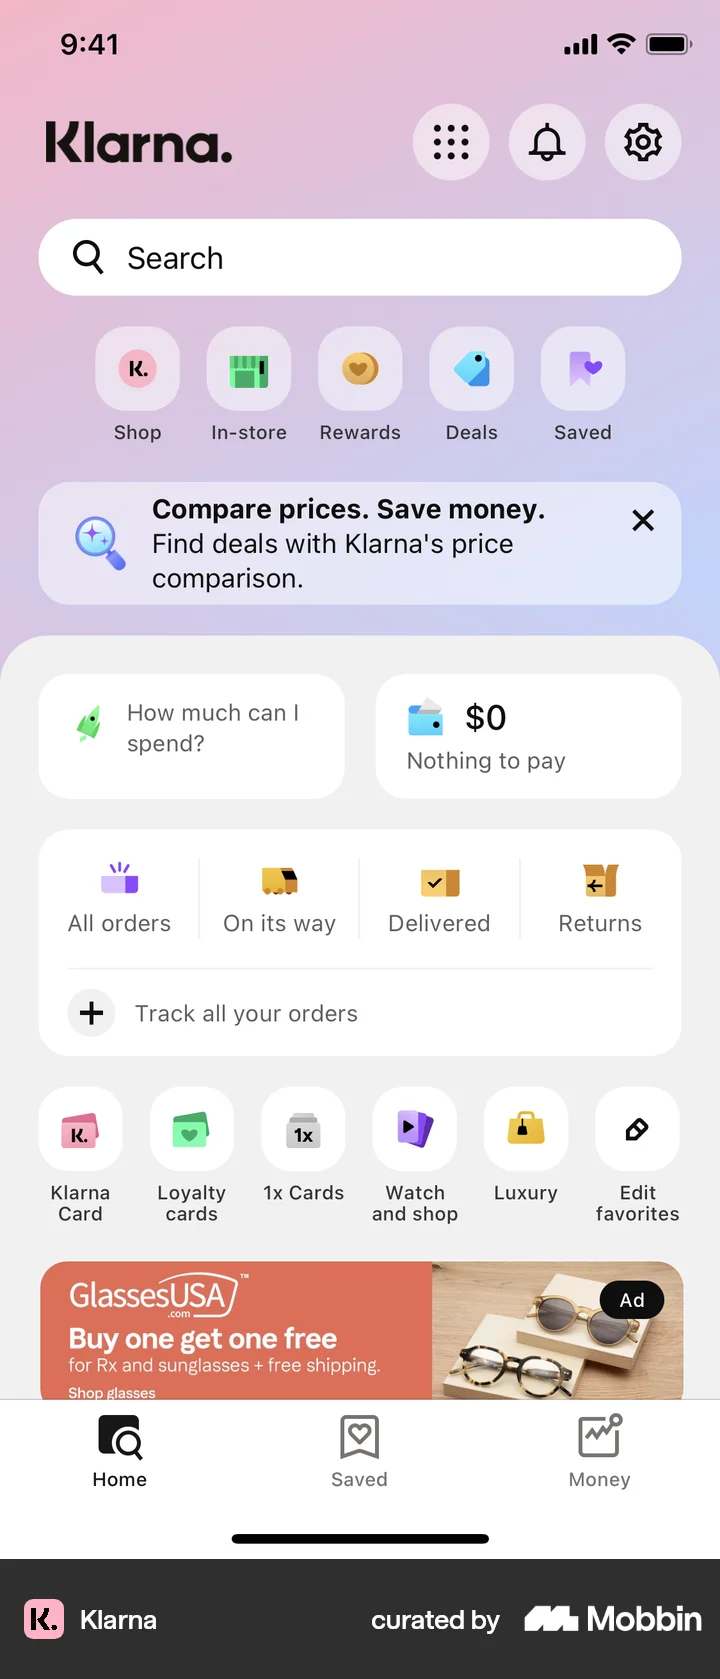 9:41
Klarna.
Search
K.
Shop
In-store
Rewards
Deals
Saved
Compare prices. Save money.
Find deals with Klarna's price
comparison.
How much can I
spend?
$0
Nothing to pay
All orders
On its way
Delivered
Returns
Track all your orders
K.
1x
Klarna
Card
Loyalty
cards
1x Cards
Watch
and shop
Luxury
Edit
favorites
GlassesUSA™
.com
Ad
Buy one get one free
for Rx and sunglasses + free shipping.
Shop glasses
Home
Saved
Money
K.
Klarna
curated by
Mobbin